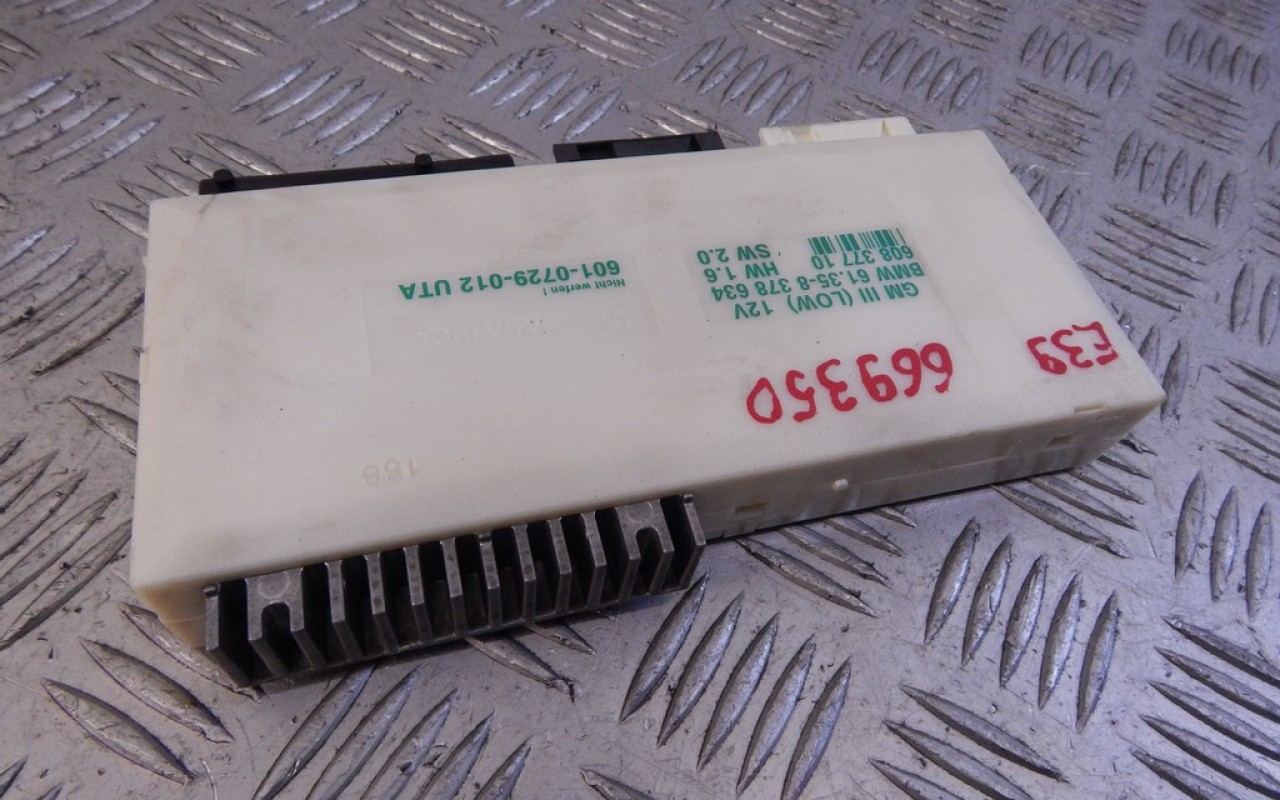 E39
669350
GM III (LOW) 12V
BMW 61.35-8 378 634
608 377 10 HW 1.6
SW 2.0
Nicht werfen !
601-0729-012 UTA
168